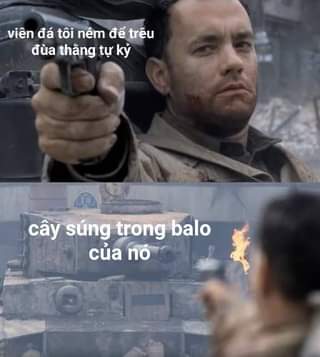 viên đá tôi ném để trêu
đùa thằng tự kỷ
cây súng trong balo
của nó